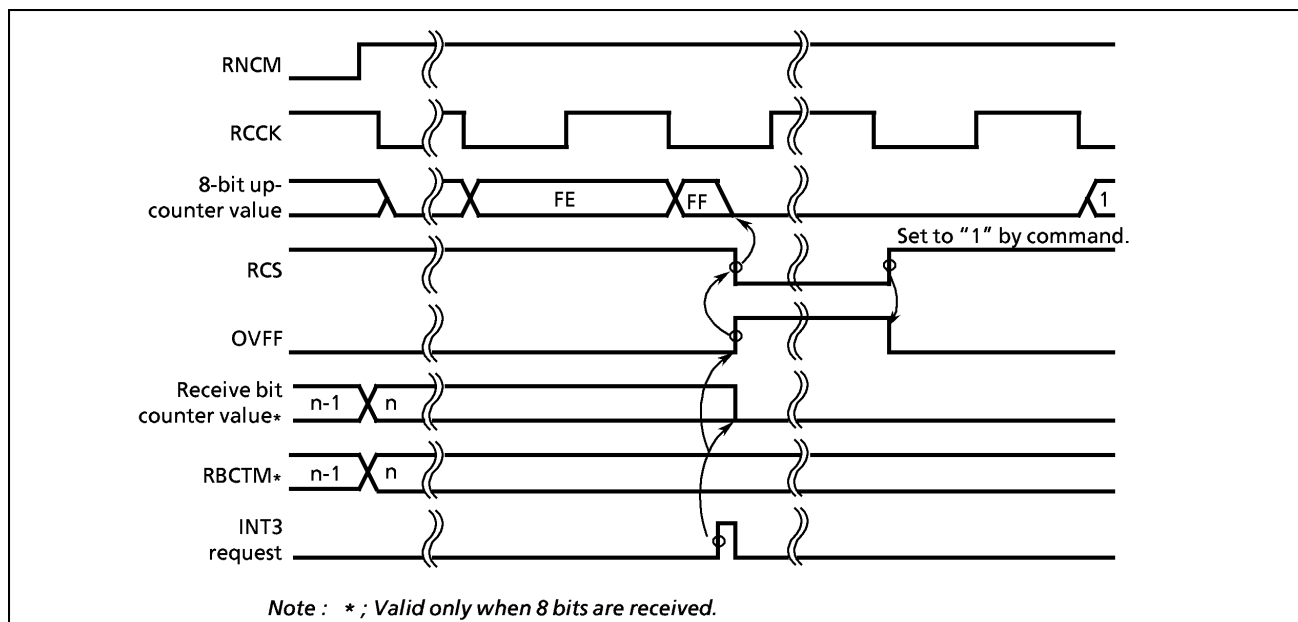 RNCM
RCCK
8-bit up-
counter value
FE
FF
1
Set to "1" by command.
RCS
OVFF
Receive bit
counter value*
n-1
n
RBCTM*
n-1
n
INT3
request
Note : * ; Valid only when 8 bits are received.